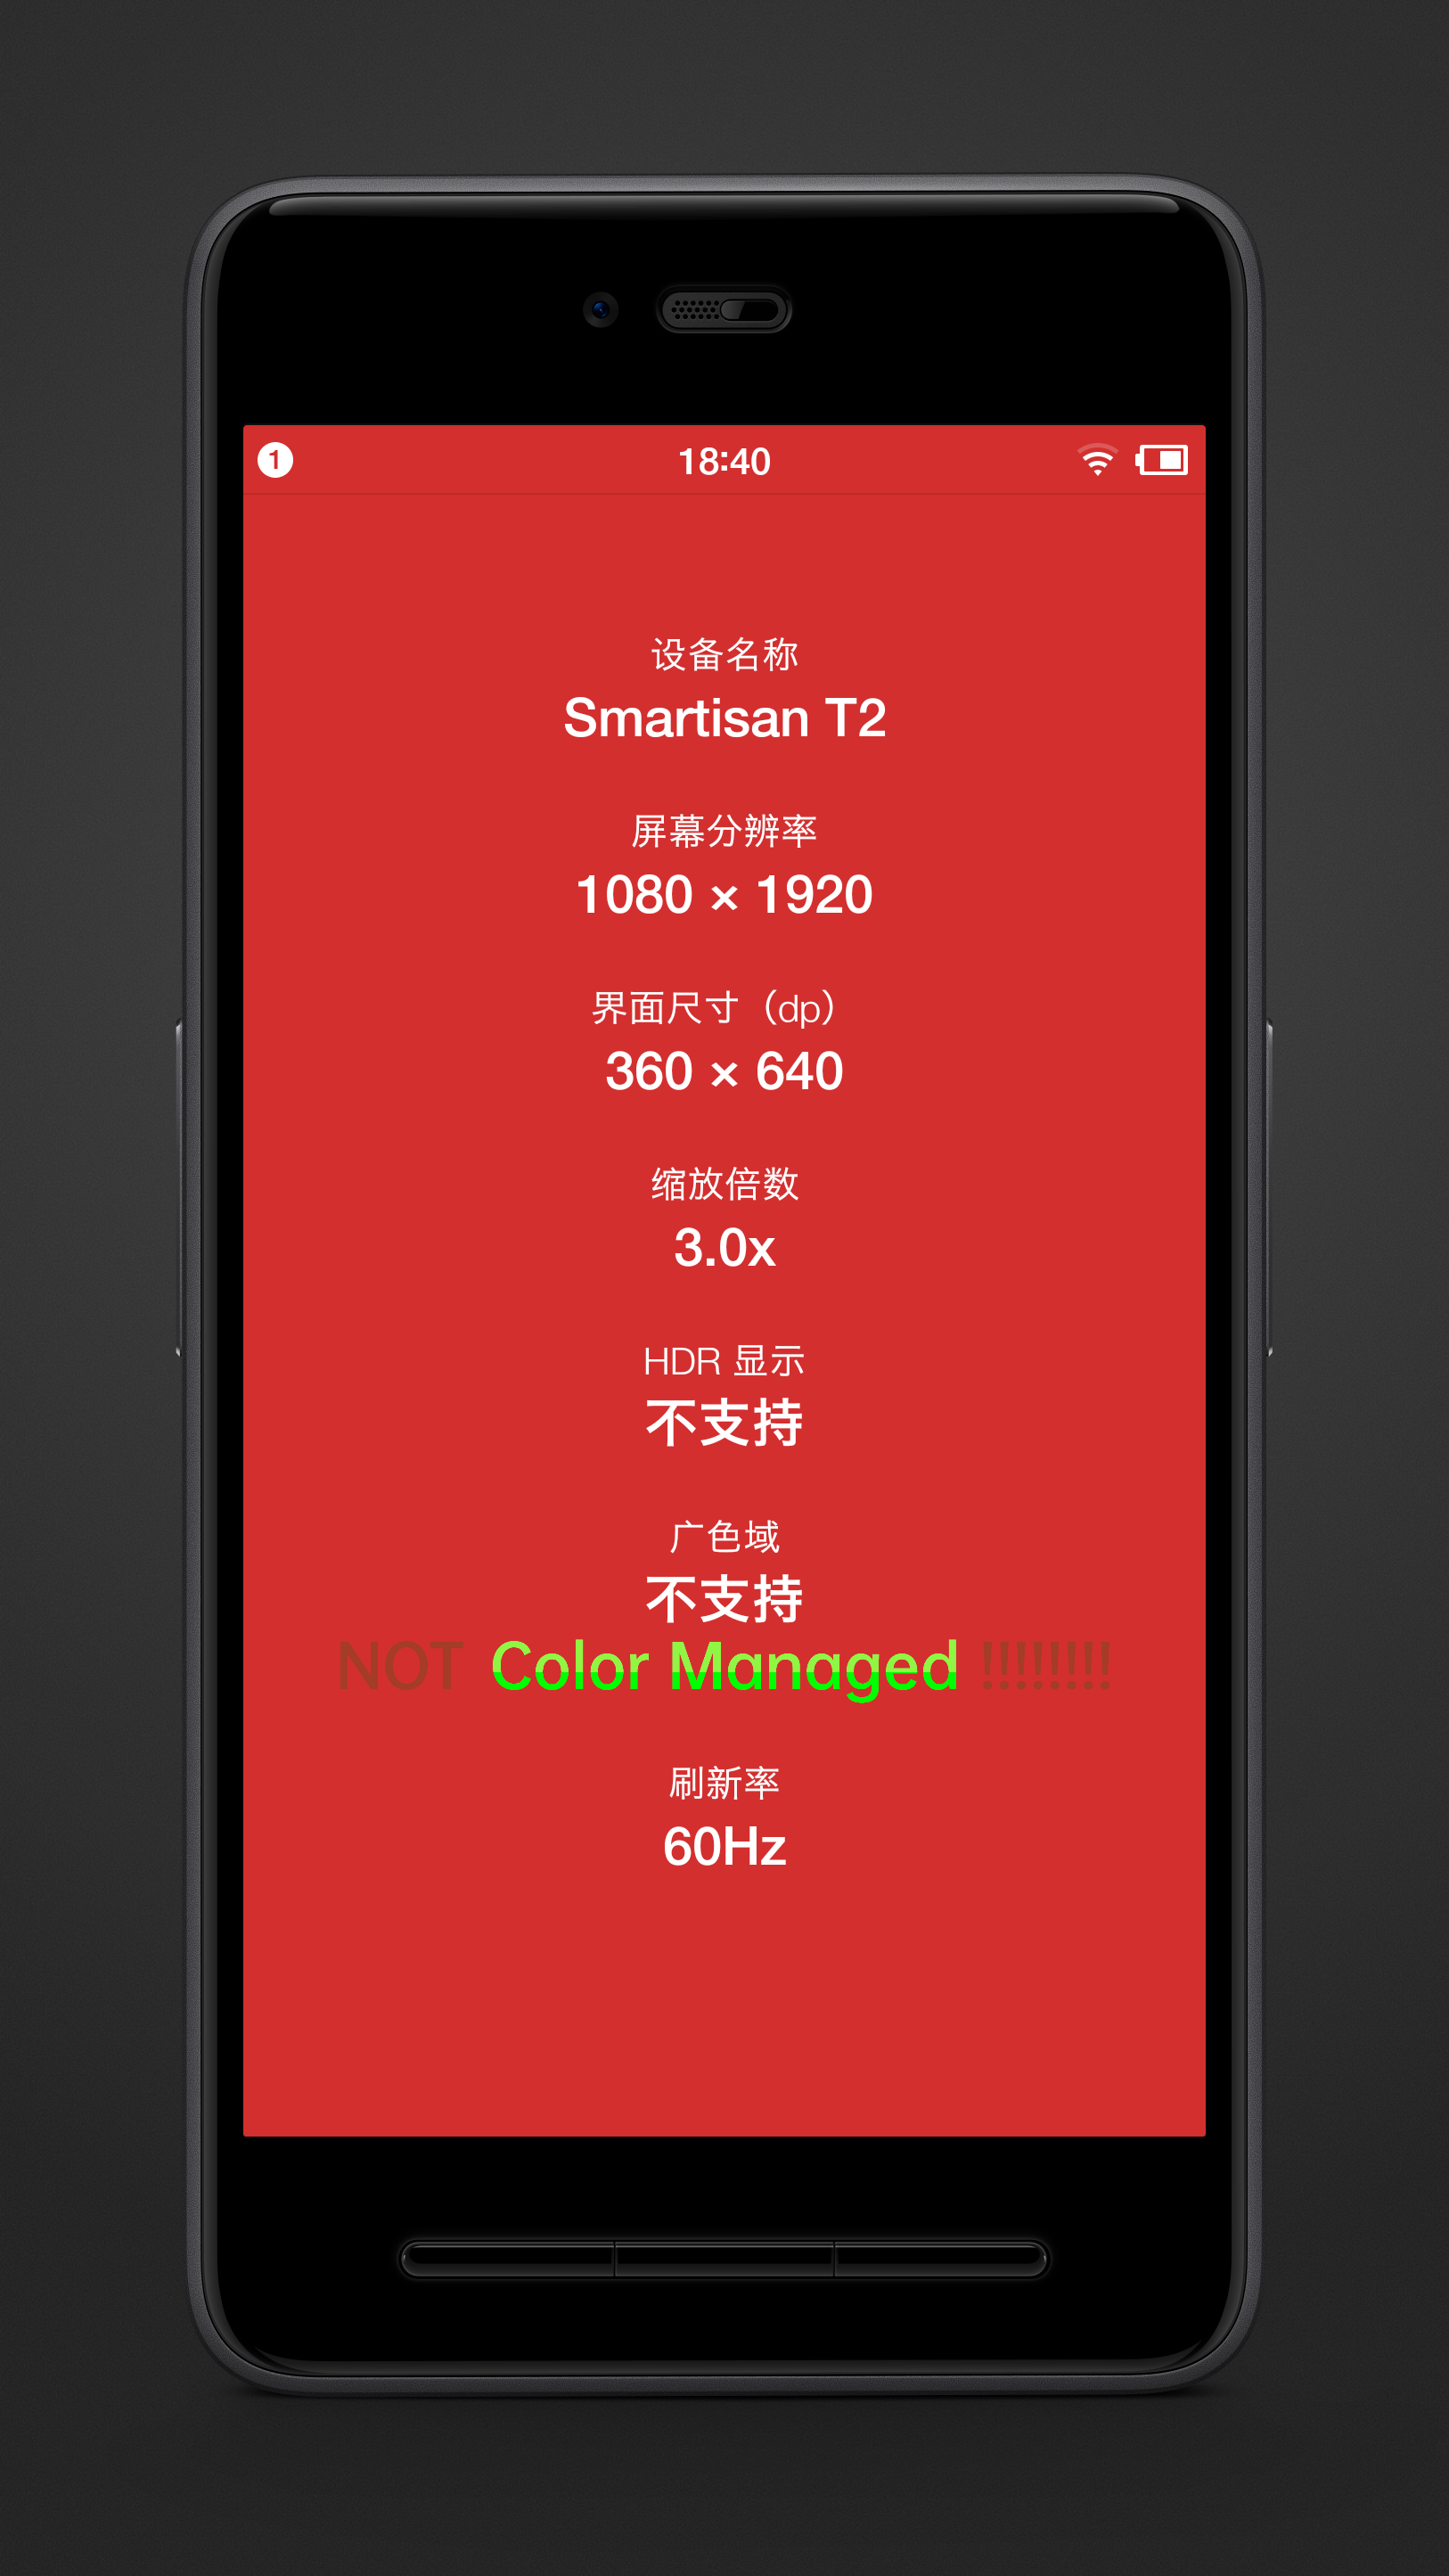 1
18:40
设备名称
Smartisan T2
屏幕分辨率
1080 × 1920
界面尺寸（dp）
360 × 640
缩放倍数
3.0x
HDR 显示
不支持
广色域
不支持
NOT Color Managed !!!!!!!!
刷新率
60Hz